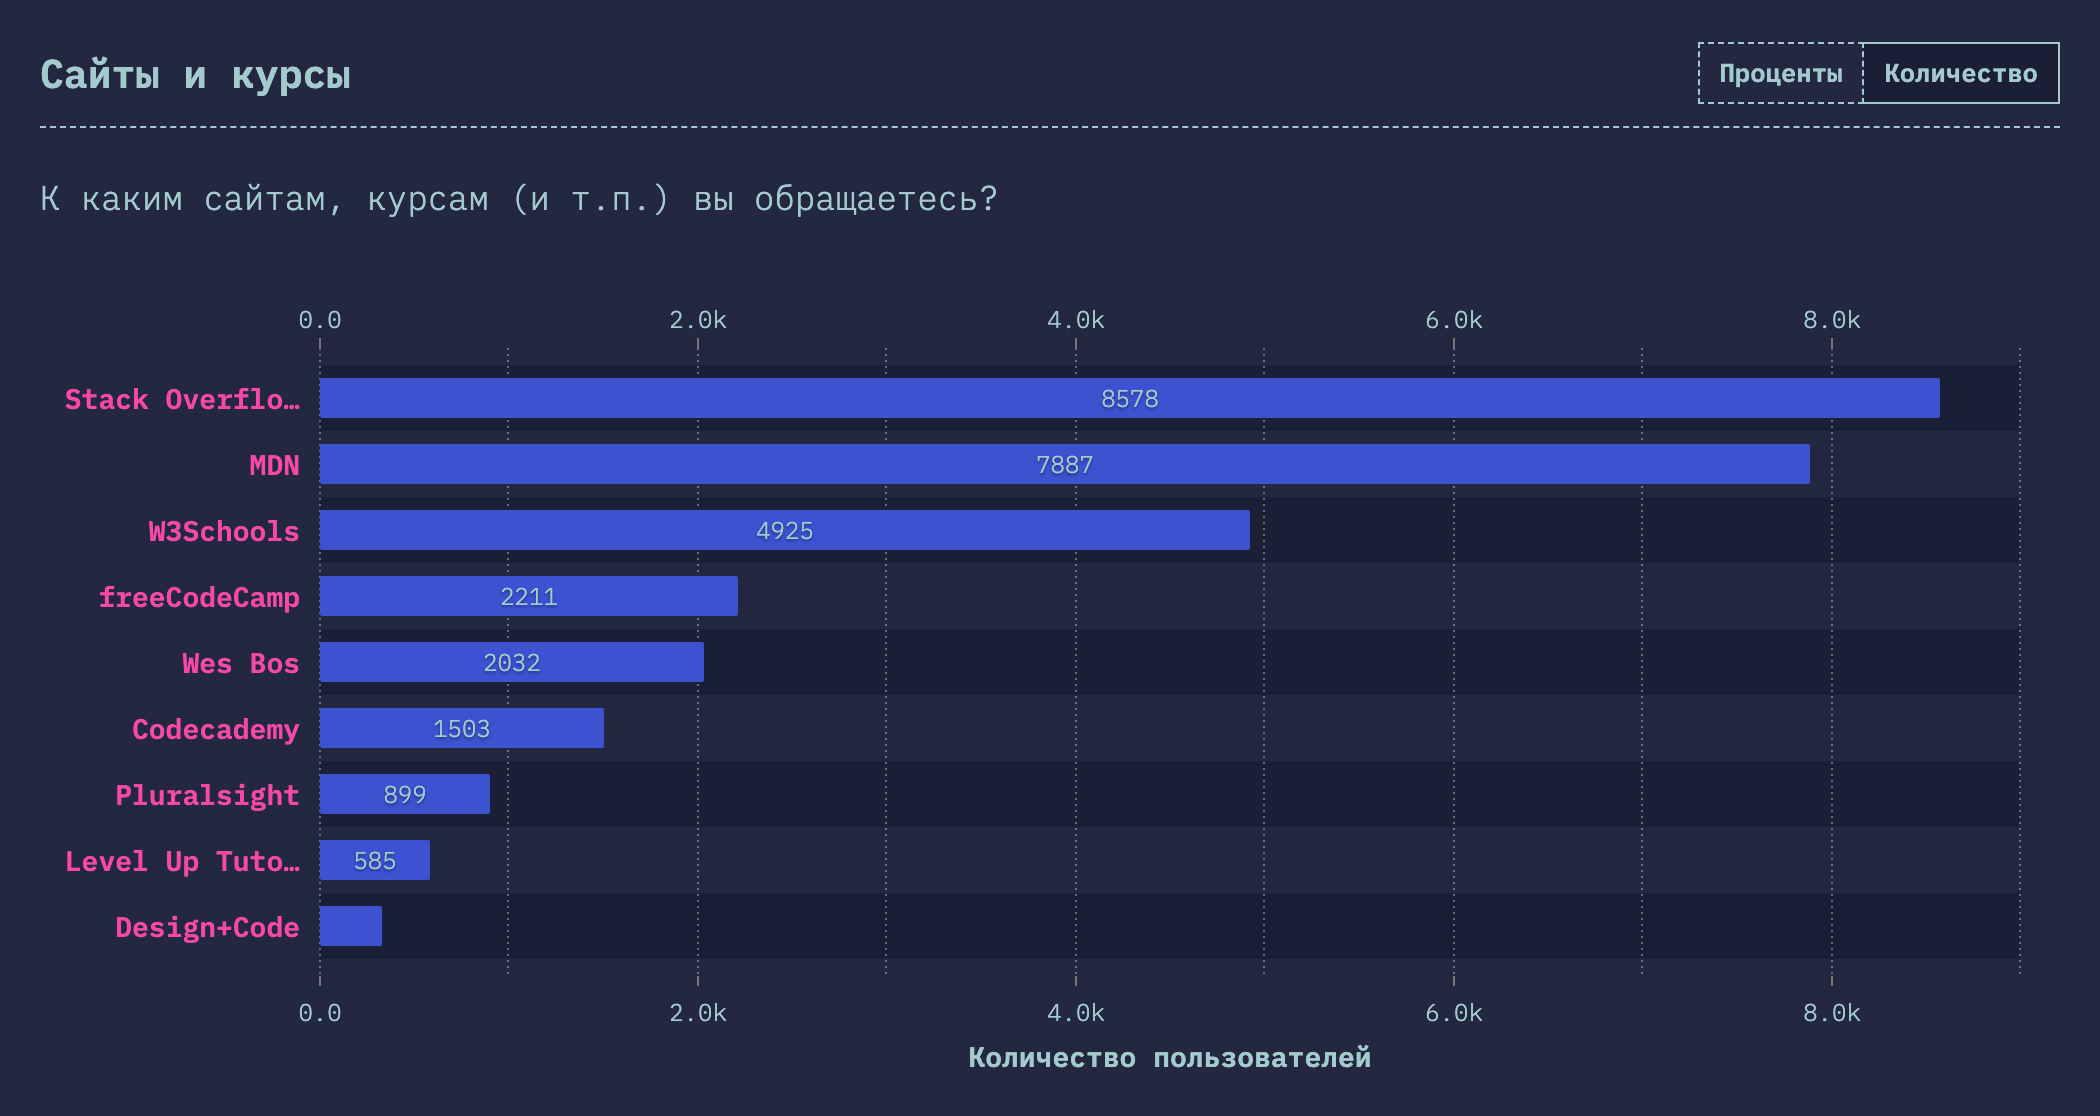 Сайты и курсы
Проценты Количество
К каким сайтам, курсам (и т.п.) вы обращаетесь?
0.0 2.0k 4.0k 6.0k 8.0k
Stack Overflo… 8578
MDN 7887
W3Schools 4925
freeCodeCamp 2211
Wes Bos 2032
Codecademy 1503
Pluralsight 899
Level Up Tuto… 585
Design+Code
0.0 2.0k 4.0k 6.0k 8.0k
Количество пользователей